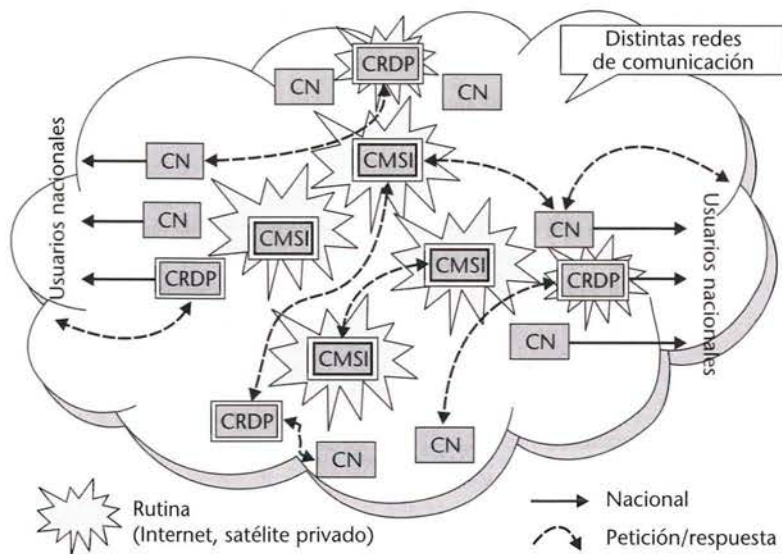 Distintas redes
de comunicación
CRDP
CN
CN
Usuarios nacionales
CN
CMSI
CN
CMSI
CN
CMSI
CRDP
CRDP
Usuarios nacionales
CN
CMSI
CRDP
CN
CN
Rutina
(Internet, satélite privado)
Nacional
Petición/respuesta